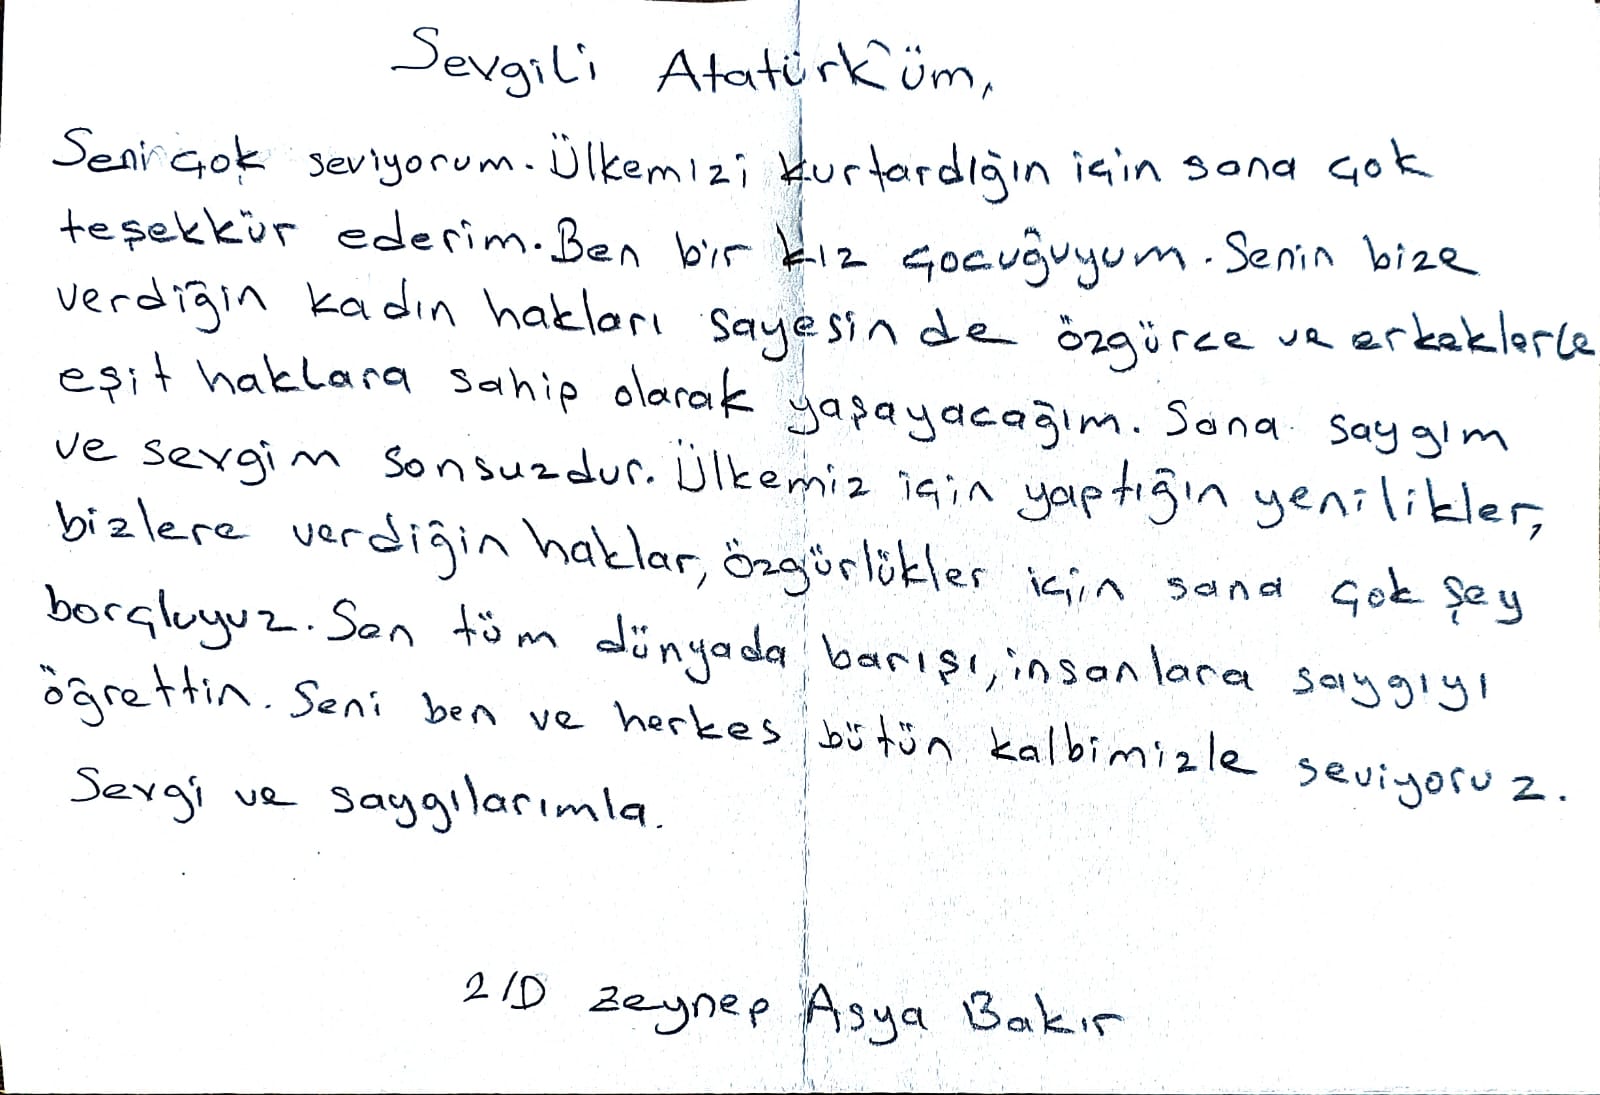 Sevgili Atatürk'üm,
Seni çok seviyorum. Ülkemizi kurtardığın için sana çok
teşekkür ederim. Ben bir kız çocuğuyum. Senin bize
verdiğin kadın hakları sayesinde özgürce ve erkeklerle
eşit haklara sahip olarak yaşayacağım. Sana saygım
ve sevgim sonsuzdur. Ülkemiz için yaptığın yenilikler,
bizlere verdiğin haklar, özgürlükler için sana çok şey
borçluyuz. Sen tüm dünyada barışı, insanlara saygıyı
öğrettin. Seni ben ve herkes bütün kalbimizle seviyoruz.
Sevgi ve saygılarımla.
2/D Zeynep Asya Bakır